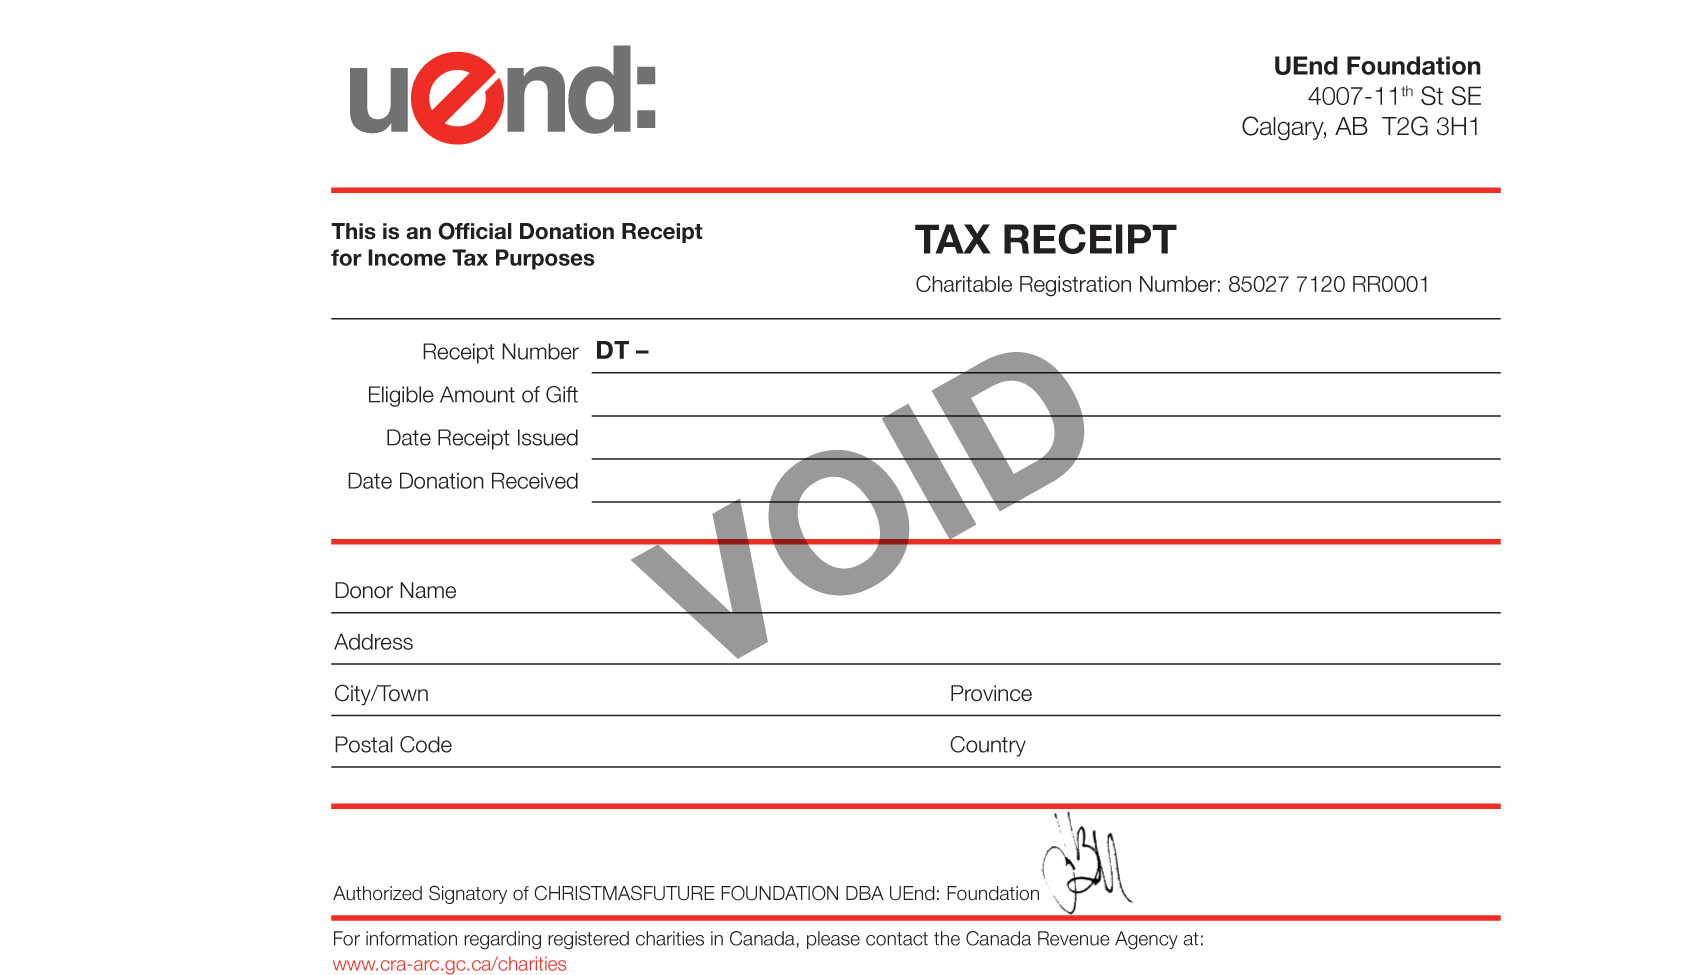 uend:
UEnd Foundation
4007-11th St SE
Calgary, AB T2G 3H1
This is an Official Donation Receipt
for Income Tax Purposes
TAX RECEIPT
Charitable Registration Number: 85027 7120 RR0001
Receipt Number DT –
Eligible Amount of Gift
Date Receipt Issued
Date Donation Received
VOID
Donor Name
Address
City/Town Province
Postal Code Country
Authorized Signatory of CHRISTMASFUTURE FOUNDATION DBA UEnd: Foundation
For information regarding registered charities in Canada, please contact the Canada Revenue Agency at:
www.cra-arc.gc.ca/charities